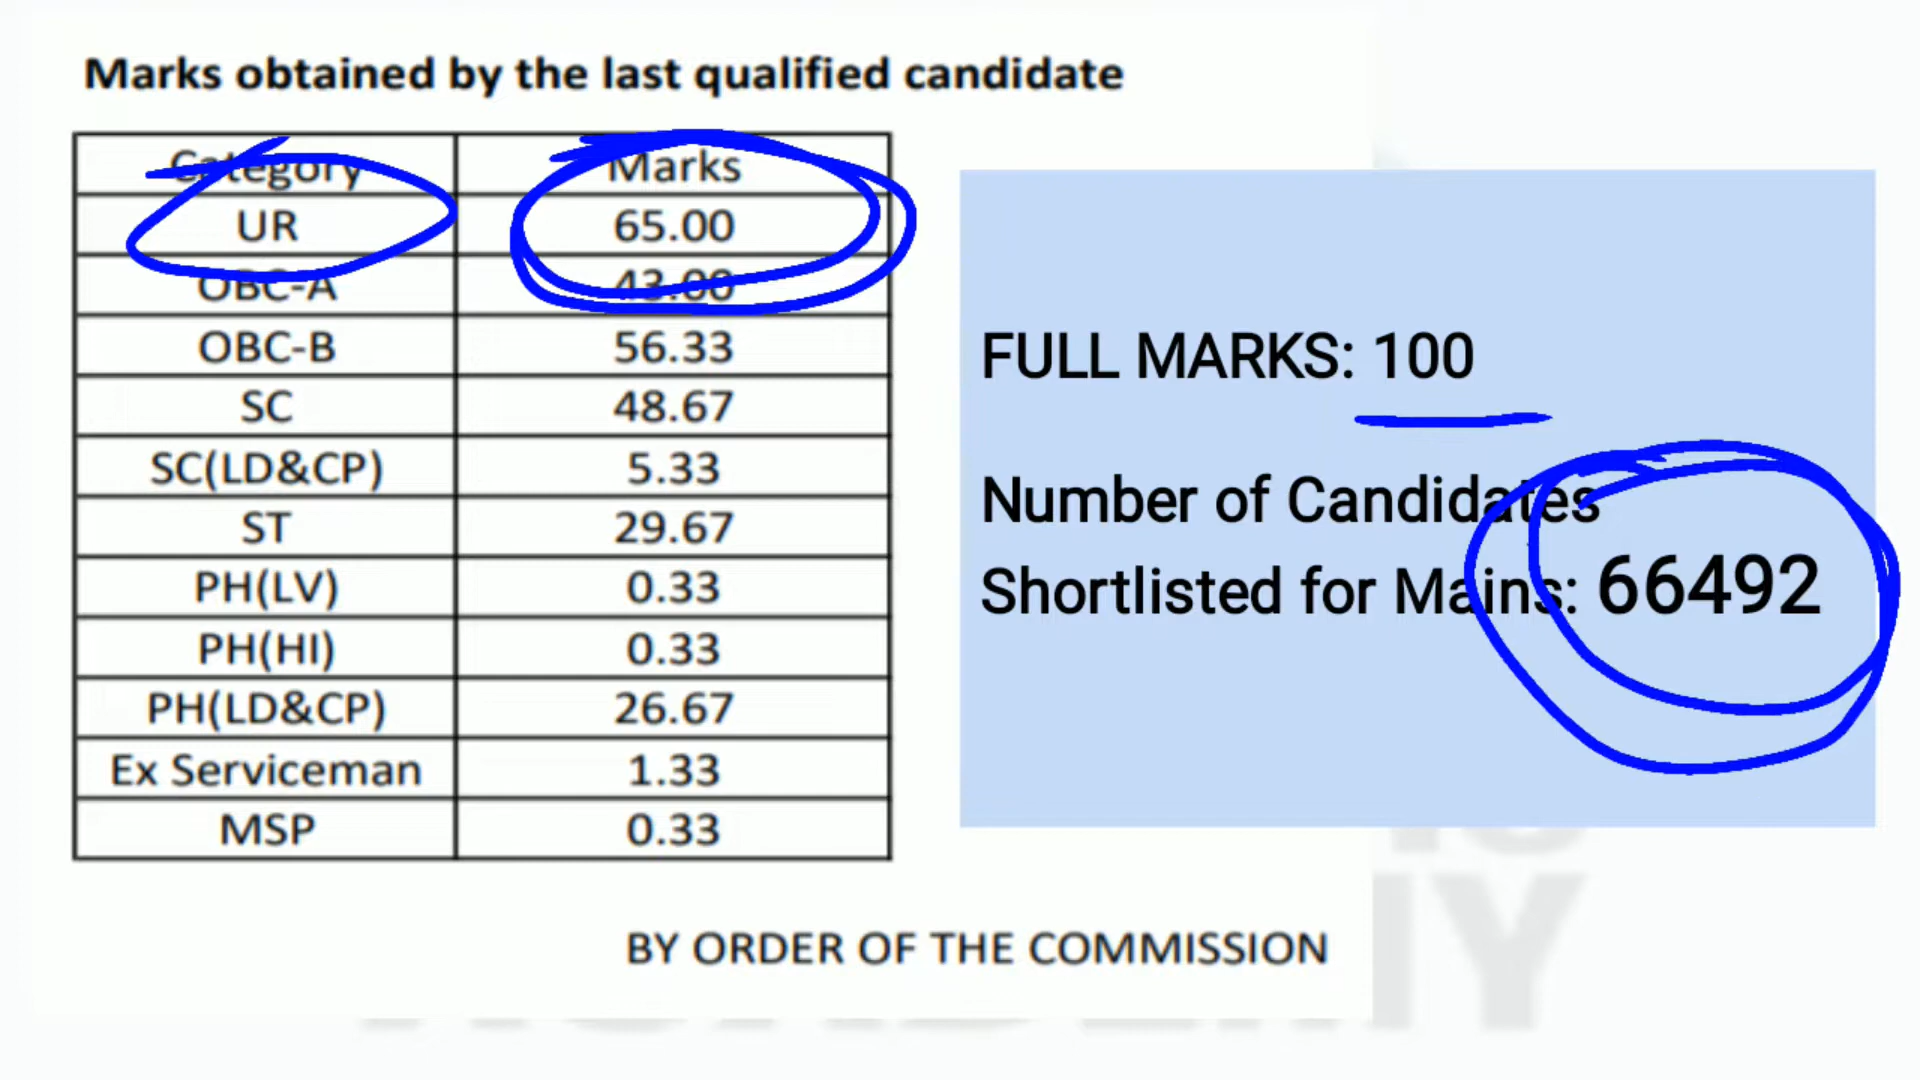 Marks obtained by the last qualified candidate
Category Marks
UR 65.00
OBC-A 43.00
OBC-B 56.33
SC 48.67
SC(LD&CP) 5.33
ST 29.67
PH(LV) 0.33
PH(HI) 0.33
PH(LD&CP) 26.67
Ex Serviceman 1.33
MSP 0.33
BY ORDER OF THE COMMISSION
FULL MARKS: 100
Number of Candidates
Shortlisted for Mains: 66492